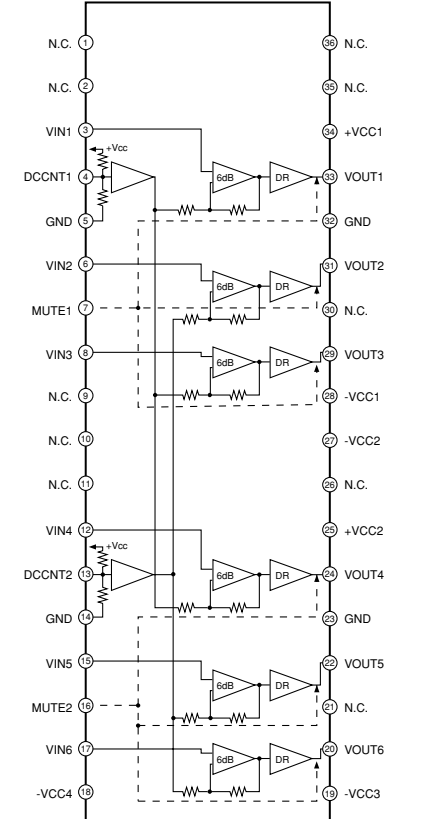 N.C. 1 36 N.C.
N.C. 2 35 N.C.
VIN1 3 34 +VCC1
+Vcc
DCCNT1 4 6dB DR 33 VOUT1
GND 5 32 GND
VIN2 6 31 VOUT2
6dB DR
MUTE1 7 30 N.C.
VIN3 8 29 VOUT3
6dB DR
N.C. 9 28 -VCC1
N.C. 10 27 -VCC2
N.C. 11 26 N.C.
VIN4 12 25 +VCC2
+Vcc
DCCNT2 13 6dB DR 24 VOUT4
GND 14 23 GND
VIN5 15 22 VOUT5
6dB DR
MUTE2 16 21 N.C.
VIN6 17 20 VOUT6
6dB DR
-VCC4 18 19 -VCC3